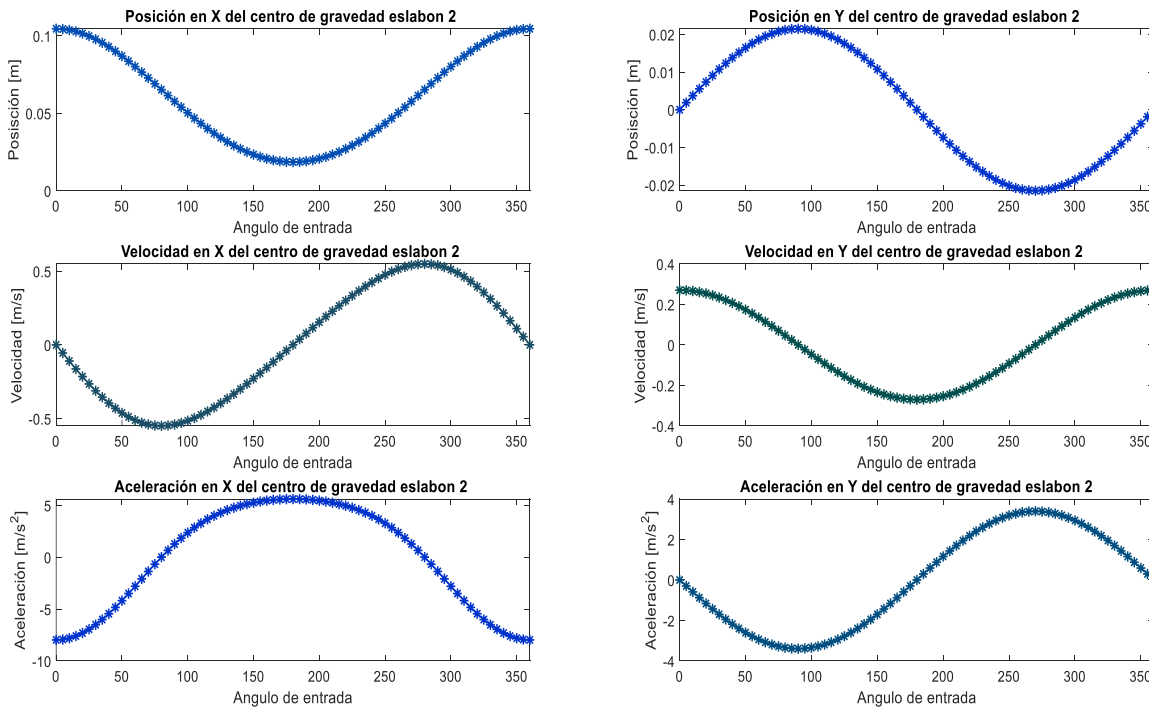 Posición en X del centro de gravedad eslabon 2
Posisción [m]
0.1
0.05
0
0 50 100 150 200 250 300 350
Angulo de entrada
Posición en Y del centro de gravedad eslabon 2
Posisción [m]
0.02
0.01
0
-0.01
-0.02
0 50 100 150 200 250 300 350
Angulo de entrada
Velocidad en X del centro de gravedad eslabon 2
Velocidad [m/s]
0.5
0
-0.5
0 50 100 150 200 250 300 350
Angulo de entrada
Velocidad en Y del centro de gravedad eslabon 2
Velocidad [m/s]
0.4
0.2
0
-0.2
-0.4
0 50 100 150 200 250 300 350
Angulo de entrada
Aceleración en X del centro de gravedad eslabon 2
Aceleración [m/s²]
5
0
-5
-10
0 50 100 150 200 250 300 350
Angulo de entrada
Aceleración en Y del centro de gravedad eslabon 2
Aceleración [m/s²]
4
2
0
-2
-4
0 50 100 150 200 250 300 350
Angulo de entrada